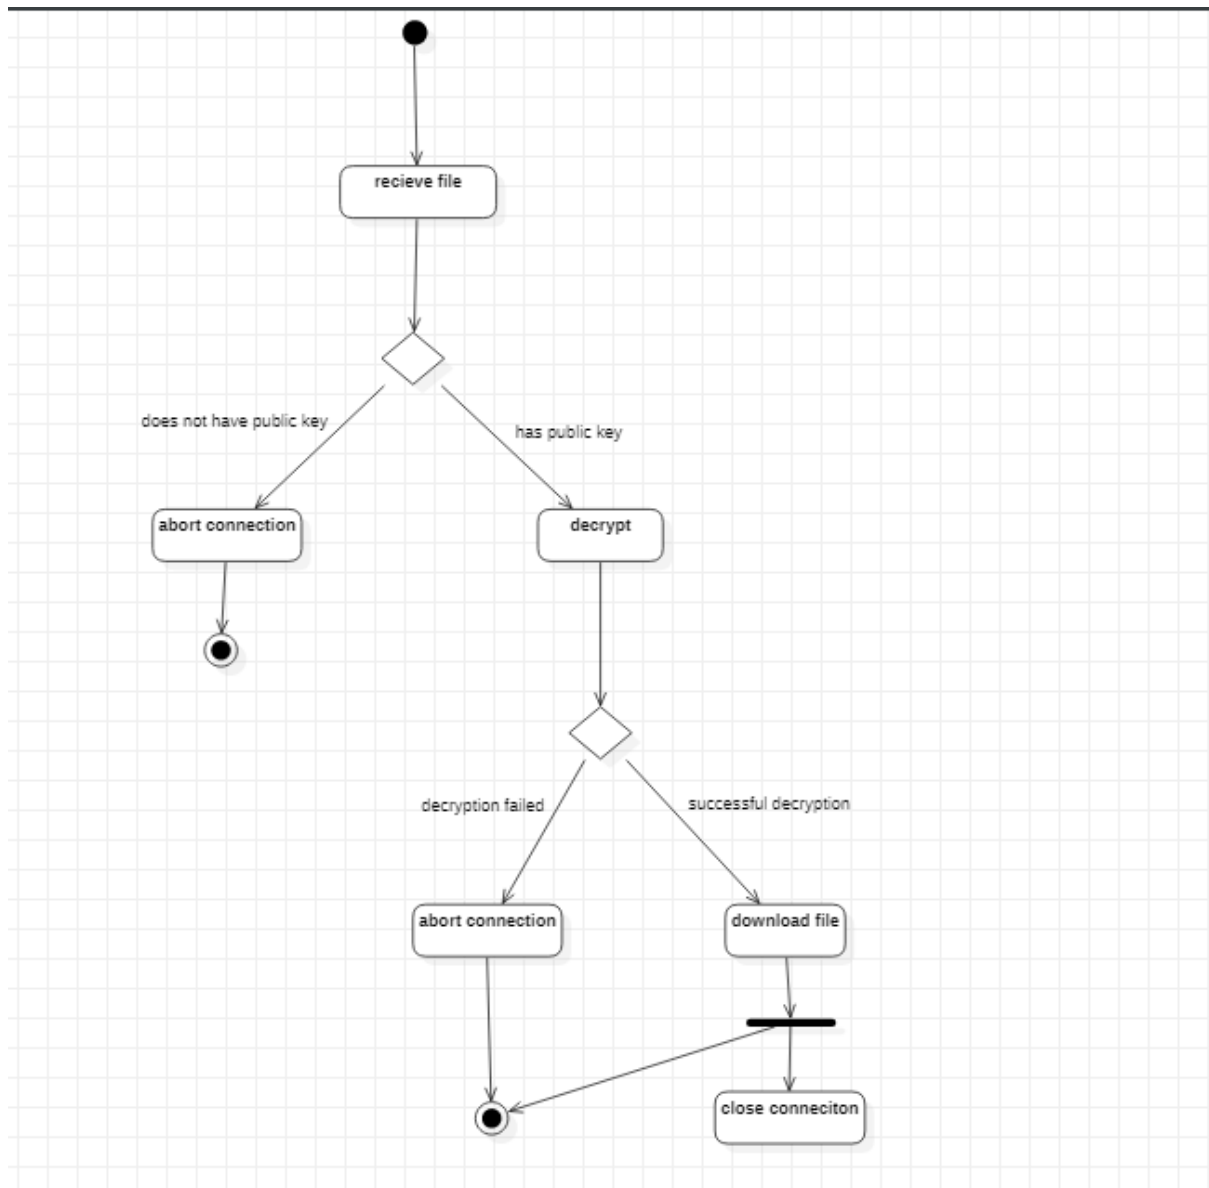 recieve file
does not have public key
has public key
abort connection
decrypt
decryption failed
successful decryption
abort connection
download file
close conneciton